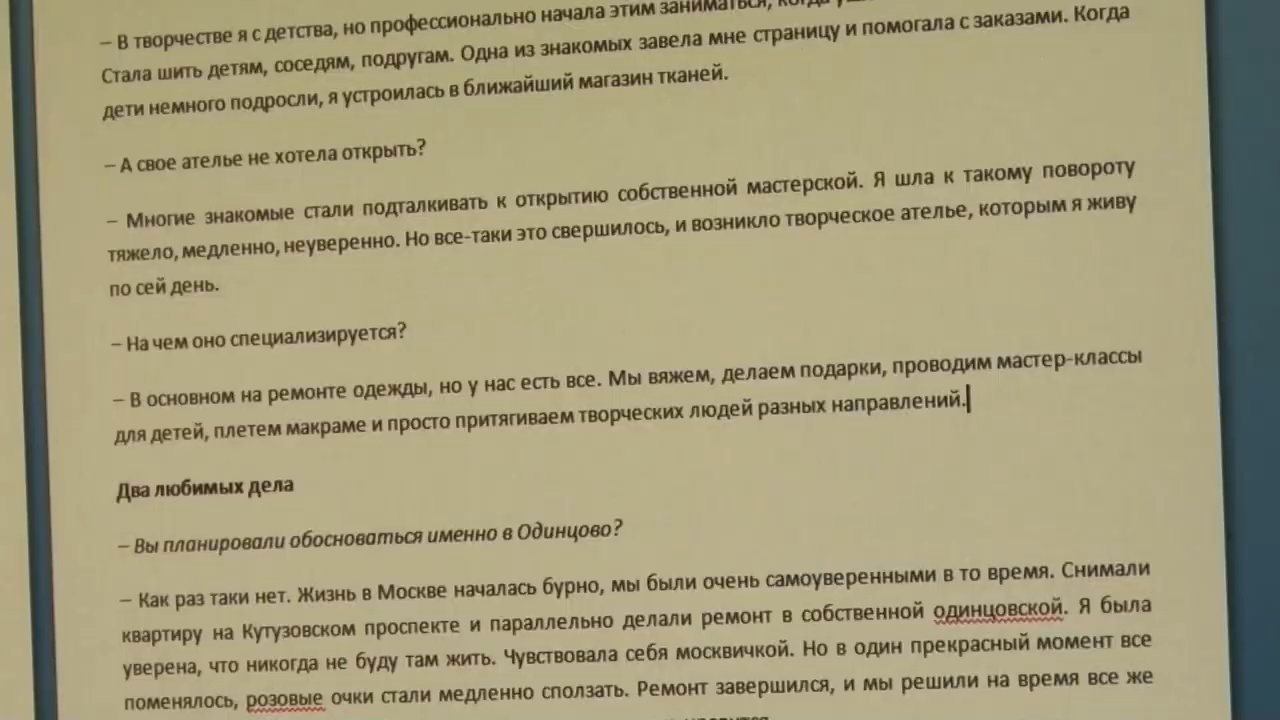 – В творчестве я с детства, но профессионально начала этим заниматься, когда
Стала шить детям, соседям, подругам. Одна из знакомых завела мне страницу и помогала с заказами. Когда
дети немного подросли, я устроилась в ближайший магазин тканей.
– А свое ателье не хотела открыть?
– Многие знакомые стали подталкивать к открытию собственной мастерской. Я шла к такому повороту
тяжело, медленно, неуверенно. Но все-таки это свершилось, и возникло творческое ателье, которым я живу
по сей день.
– На чем оно специализируется?
– В основном на ремонте одежды, но у нас есть все. Мы вяжем, делаем подарки, проводим мастер-классы
для детей, плетем макраме и просто притягиваем творческих людей разных направлений.
Два любимых дела
– Вы планировали обосноваться именно в Одинцово?
– Как раз таки нет. Жизнь в Москве началась бурно, мы были очень самоуверенными в то время. Снимали
квартиру на Кутузовском проспекте и параллельно делали ремонт в собственной одинцовской. Я была
уверена, что никогда не буду там жить. Чувствовала себя москвичкой. Но в один прекрасный момент все
поменялось, розовые очки стали медленно сползать. Ремонт завершился, и мы решили на время все же